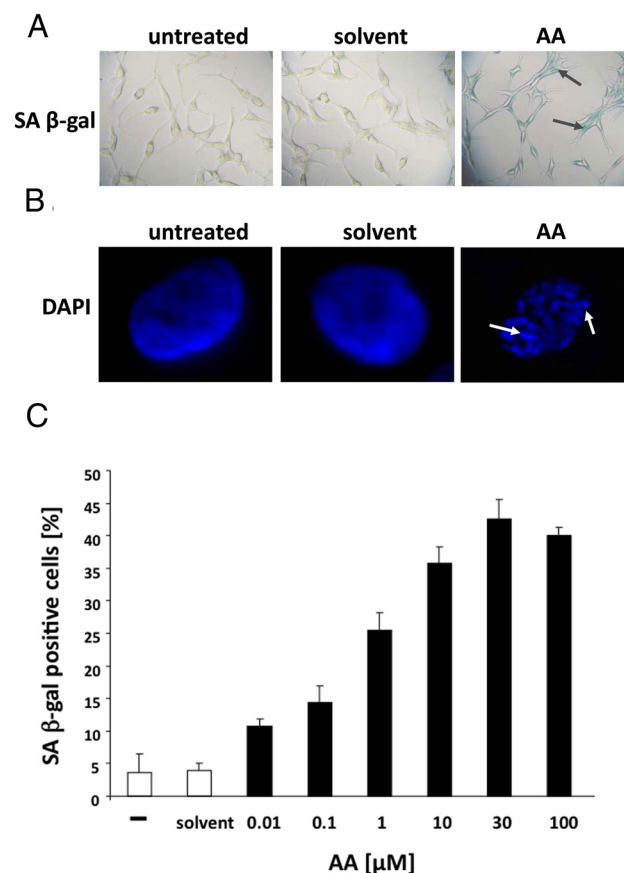 A
untreated solvent AA
SA β-gal
B
untreated solvent AA
DAPI
C
SA β-gal positive cells [%]
50
45
40
35
30
25
20
15
10
5
0
– solvent 0.01 0.1 1 10 30 100
AA [µM]